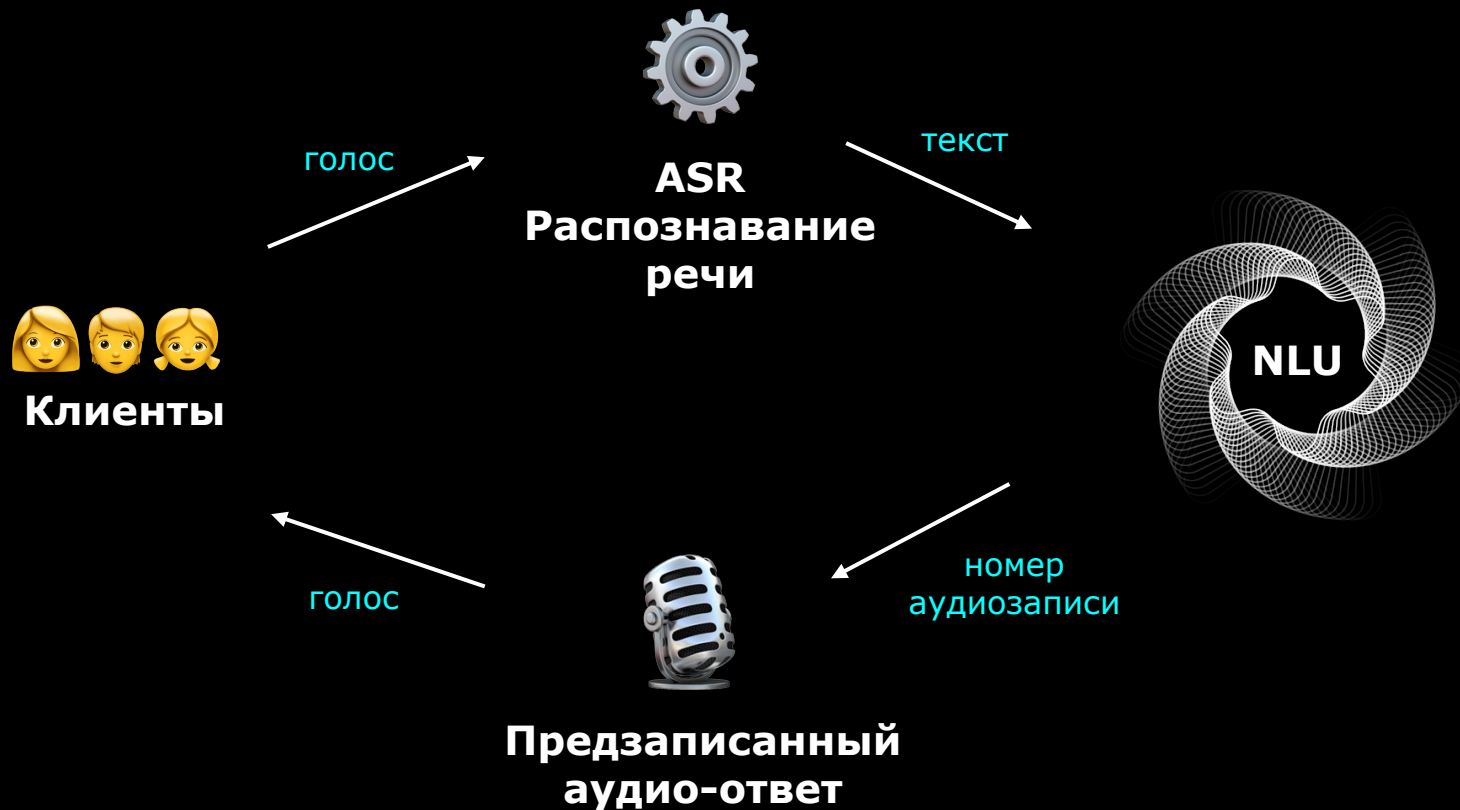 голос
ASR
Распознавание
речи
текст
NLU
Клиенты
номер
аудиозаписи
голос
Предзаписанный
аудио-ответ